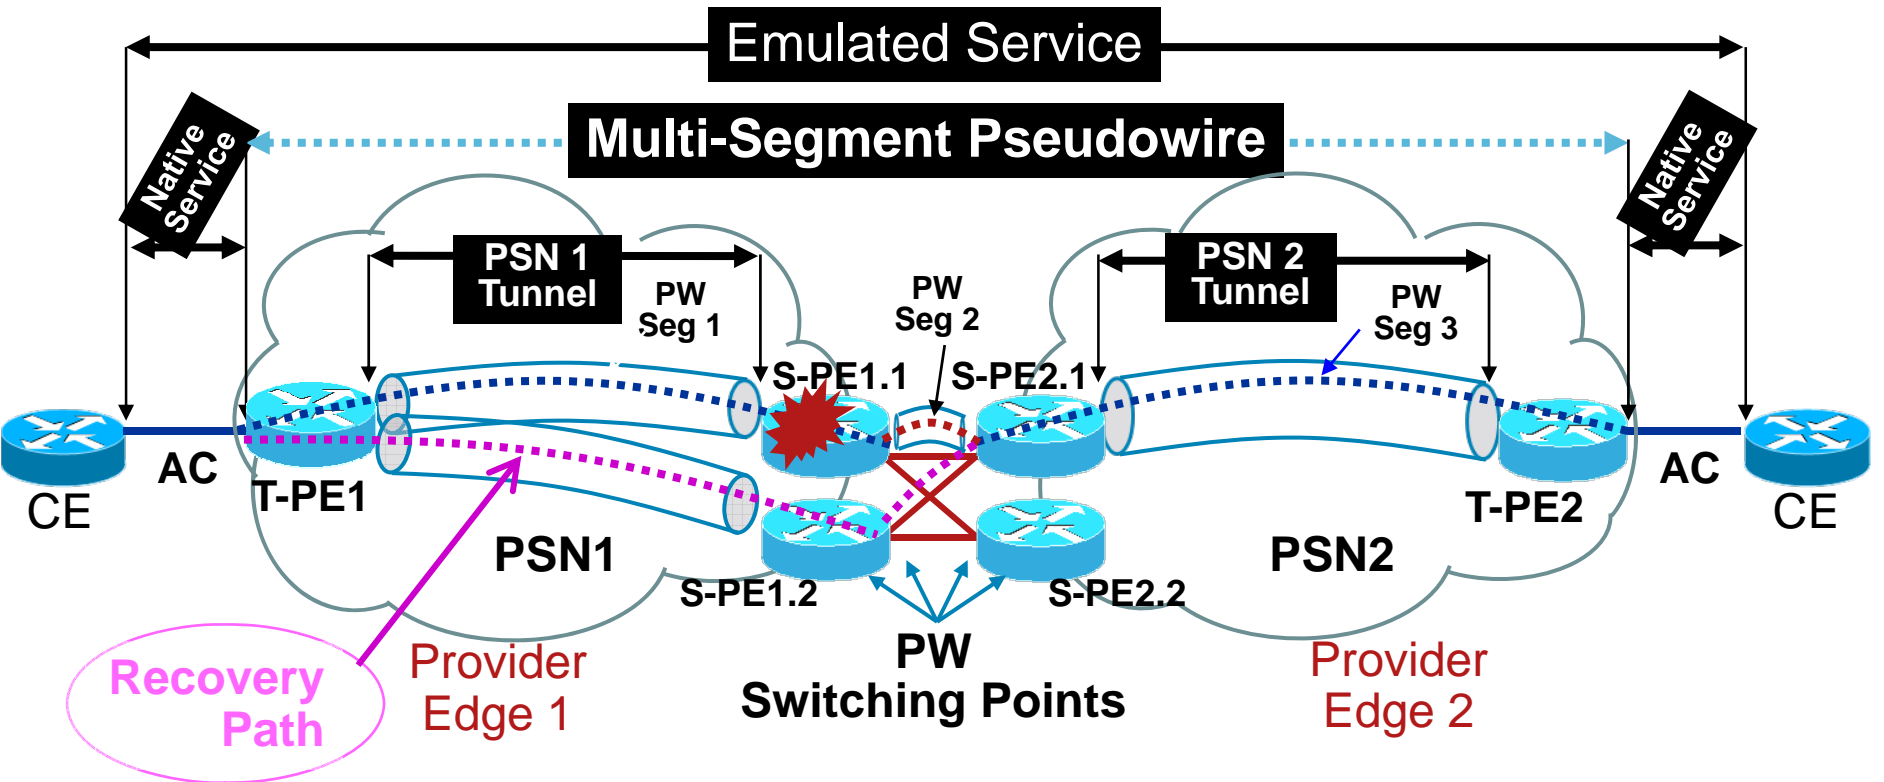 Emulated Service
Multi-Segment Pseudowire
Native
Service
Native
Service
PSN 1
Tunnel
PW
Seg 1
PW
Seg 2
PSN 2
Tunnel
PW
Seg 3
S-PE1.1
S-PE2.1
AC
CE
T-PE1
AC
CE
T-PE2
PSN1
PSN2
S-PE1.2
S-PE2.2
PW
Switching Points
Provider
Edge 1
Provider
Edge 2
Recovery
Path